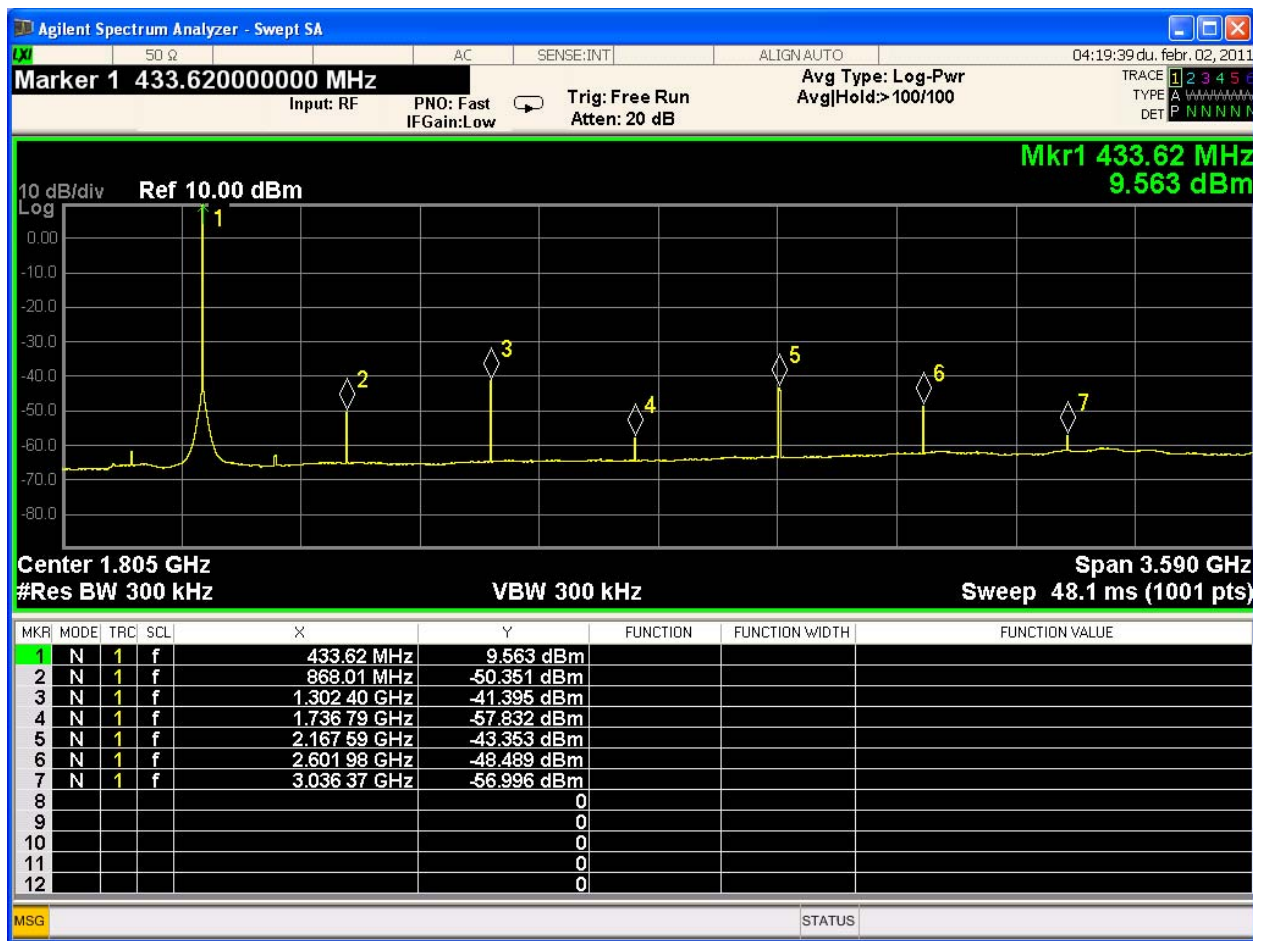 Agilent Spectrum Analyzer - Swept SA
LXI 50 Ω AC SENSE:INT ALIGN AUTO 04:19:39 du. febr. 02, 2011
Marker 1 433.620000000 MHz
Input: RF PNO: Fast IFGain:Low
Trig: Free Run
Atten: 20 dB
Avg Type: Log-Pwr
Avg|Hold:>100/100
TRACE 1 2 3 4 5 6
TYPE A WWWWW
DET P N N N N N
Mkr1 433.62 MHz
9.563 dBm
10 dB/div Ref 10.00 dBm
Log
0.00
-10.0
-20.0
-30.0
-40.0
-50.0
-60.0
-70.0
-80.0
1
2
3
4
5
6
7
Center 1.805 GHz Span 3.590 GHz
#Res BW 300 kHz VBW 300 kHz Sweep 48.1 ms (1001 pts)
MKR MODE TRC SCL X Y FUNCTION FUNCTION WIDTH FUNCTION VALUE
1 N 1 f 433.62 MHz 9.563 dBm
2 N 1 f 868.01 MHz -50.351 dBm
3 N 1 f 1.302 40 GHz -41.395 dBm
4 N 1 f 1.736 79 GHz -57.832 dBm
5 N 1 f 2.167 59 GHz -43.353 dBm
6 N 1 f 2.601 98 GHz -48.489 dBm
7 N 1 f 3.036 37 GHz -56.996 dBm
8 0
9 0
10 0
11 0
12 0
MSG STATUS